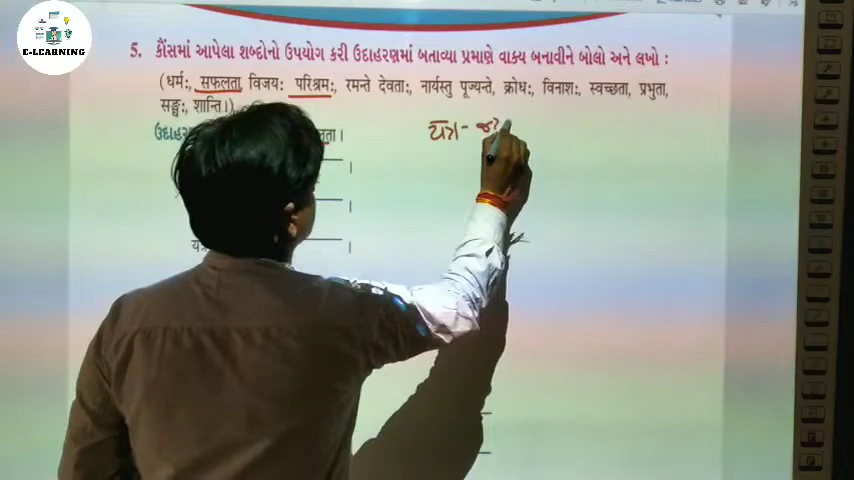 E-LEARNING
5. કૌંસમાં આપેલા શબ્દોનો ઉપયોગ કરી ઉદાહરણમાં બતાવ્યા પ્રમાણે વાક્ય બનાવીને બોલો અને લખો :
(धर्मः, सफलता, विजयः परिश्रमः, रमन्ते देवताः, नार्यस्तु पूज्यन्ते, क्रोधः, विनाशः, स्वच्छता, प्रभुता,
सङ्घः, शान्ति।)
यत्र -